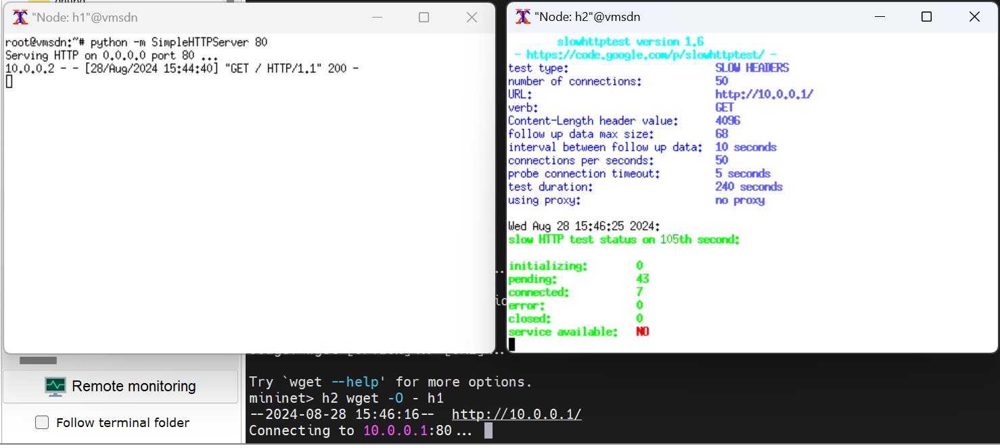 "Node: h1"@vmsdn
root@vmsdn:~# python -m SimpleHTTPServer 80
Serving HTTP on 0.0.0.0 port 80 ...
10.0.0.2 - - [28/Aug/2024 15:44:40] "GET / HTTP/1.1" 200 -
"Node: h2"@vmsdn
slowhttptest version 1.6
- https://code.google.com/p/slowhttptest/ -
test type: SLOW HEADERS
number of connections: 50
URL: http://10.0.0.1/
verb: GET
Content-Length header value: 4096
follow up data max size: 68
interval between follow up data: 10 seconds
connections per seconds: 50
probe connection timeout: 5 seconds
test duration: 240 seconds
using proxy: no proxy
Wed Aug 28 15:46:25 2024:
slow HTTP test status on 105th second:
initializing: 0
pending: 43
connected: 7
error: 0
closed: 0
service available: NO
Remote monitoring
Follow terminal folder
Try `wget --help' for more options.
mininet> h2 wget -O - h1
--2024-08-28 15:46:16-- http://10.0.0.1/
Connecting to 10.0.0.1:80...